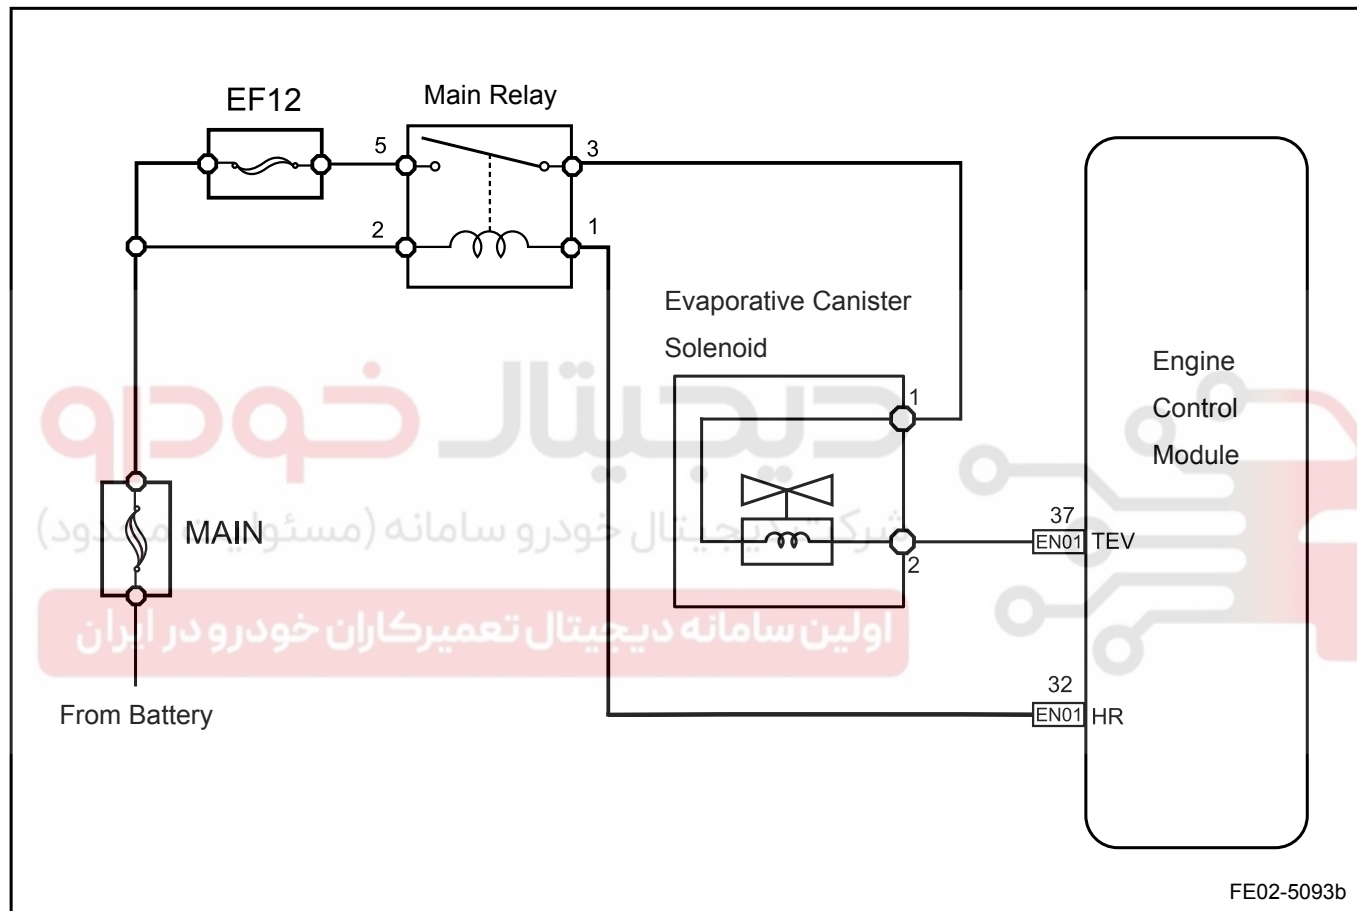 EF12
Main Relay
5
3
2
1
Evaporative Canister
Solenoid
1
2
Engine
Control
Module
MAIN
37
EN01 TEV
32
EN01 HR
From Battery
دیجیتال خودرو
شرکت دیجیتال خودرو سامانه (مسئولیت محدود)
اولین سامانه دیجیتال تعمیرکاران خودرو در ایران
FE02-5093b